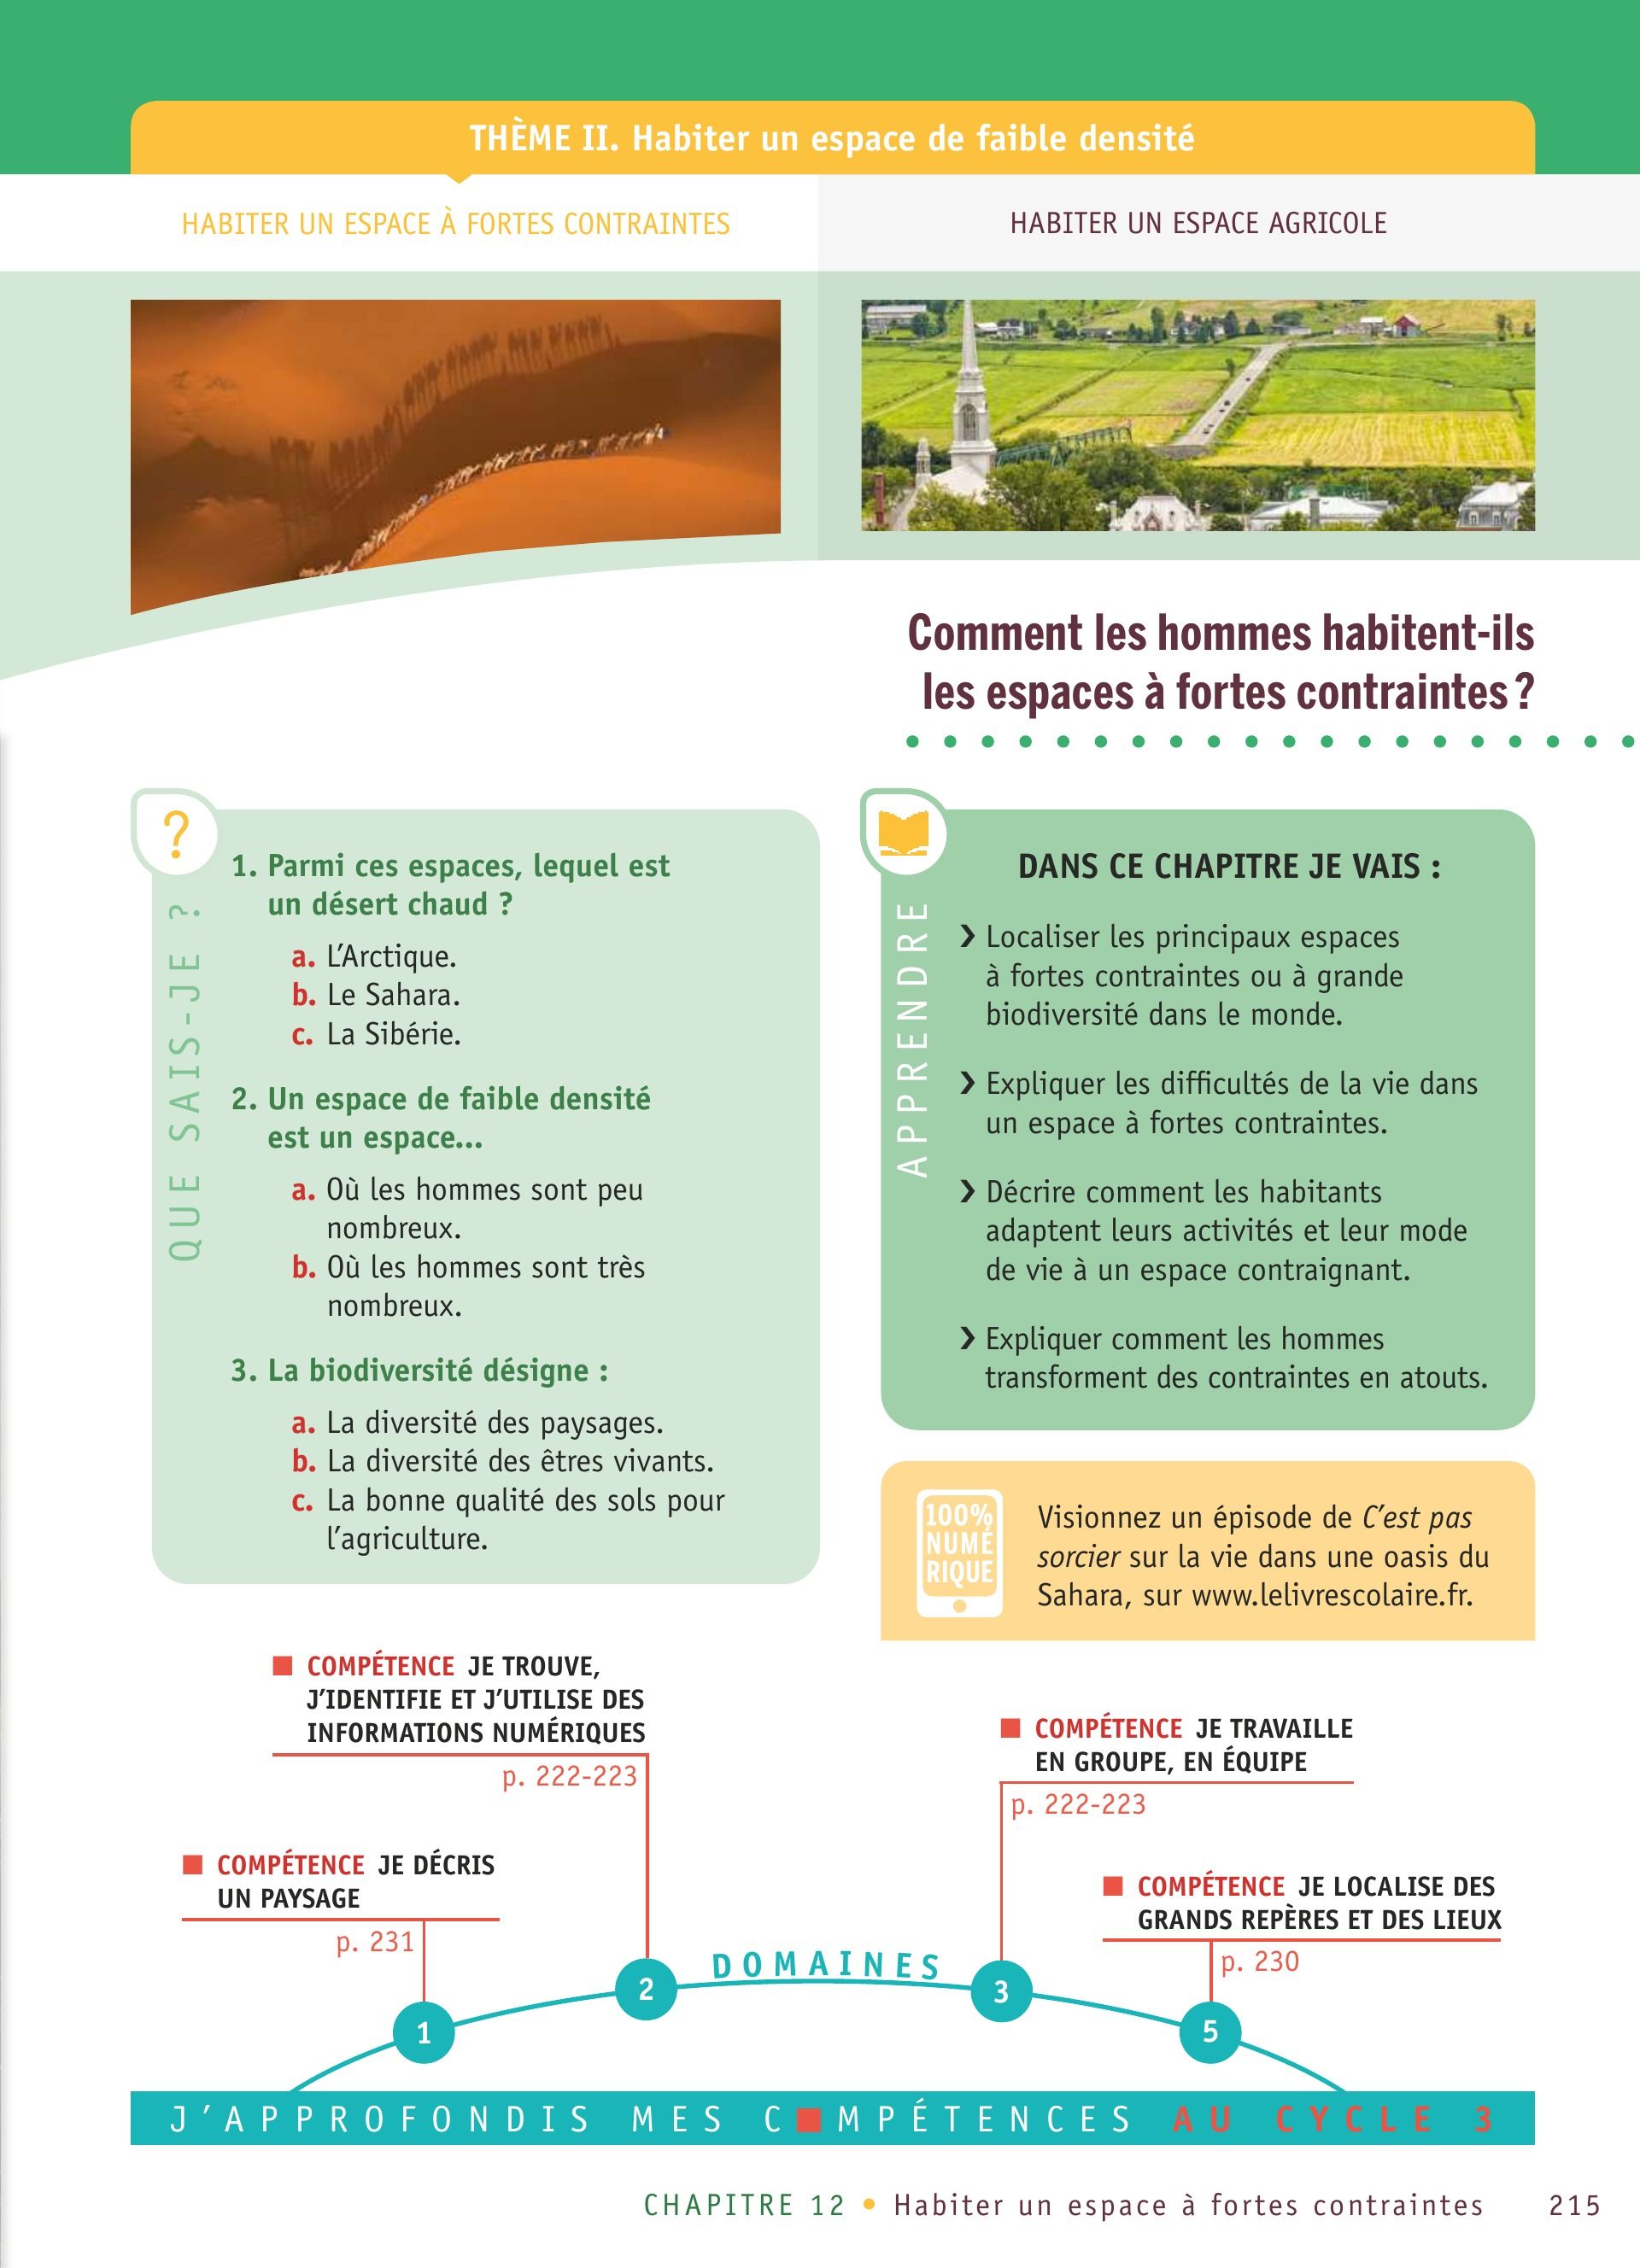 THÈME II. Habiter un espace de faible densité
HABITER UN ESPACE À FORTES CONTRAINTES
HABITER UN ESPACE AGRICOLE
Comment les hommes habitent-ils
les espaces à fortes contraintes ?
?
QUE SAIS-JE ?
1. Parmi ces espaces, lequel est
un désert chaud ?
a. L’Arctique.
b. Le Sahara.
c. La Sibérie.
2. Un espace de faible densité
est un espace...
a. Où les hommes sont peu
nombreux.
b. Où les hommes sont très
nombreux.
3. La biodiversité désigne :
a. La diversité des paysages.
b. La diversité des êtres vivants.
c. La bonne qualité des sols pour
l’agriculture.
APPRENDRE
DANS CE CHAPITRE JE VAIS :
❯ Localiser les principaux espaces
à fortes contraintes ou à grande
biodiversité dans le monde.
❯ Expliquer les difficultés de la vie dans
un espace à fortes contraintes.
❯ Décrire comment les habitants
adaptent leurs activités et leur mode
de vie à un espace contraignant.
❯ Expliquer comment les hommes
transforment des contraintes en atouts.
100%
NUMÉ
RIQUE
Visionnez un épisode de C’est pas
sorcier sur la vie dans une oasis du
Sahara, sur www.lelivrescolaire.fr.
COMPÉTENCE JE TROUVE,
J’IDENTIFIE ET J’UTILISE DES
INFORMATIONS NUMÉRIQUES
p. 222-223
COMPÉTENCE JE TRAVAILLE
EN GROUPE, EN ÉQUIPE
p. 222-223
COMPÉTENCE JE DÉCRIS
UN PAYSAGE
p. 231
COMPÉTENCE JE LOCALISE DES
GRANDS REPÈRES ET DES LIEUX
p. 230
DOMAINES
1
2
3
5
J’APPROFONDIS MES C■MPÉTENCES AU CYCLE 3
CHAPITRE 12 • Habiter un espace à fortes contraintes 215